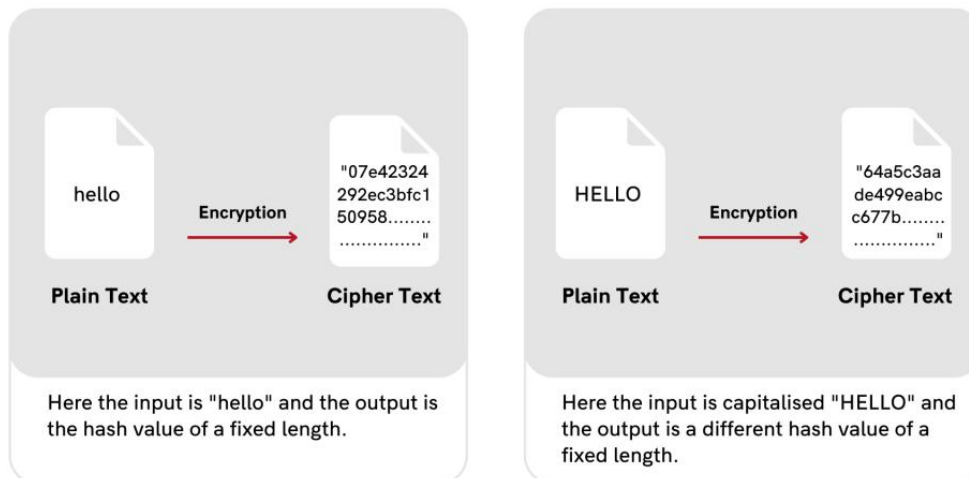 hello
Encryption
"07e42324
292ec3bfc1
50958........
..............."
Plain Text
Cipher Text
Here the input is "hello" and the output is
the hash value of a fixed length.
HELLO
Encryption
"64a5c3aa
de499eabc
c677b........
..............."
Plain Text
Cipher Text
Here the input is capitalised "HELLO" and
the output is a different hash value of a
fixed length.